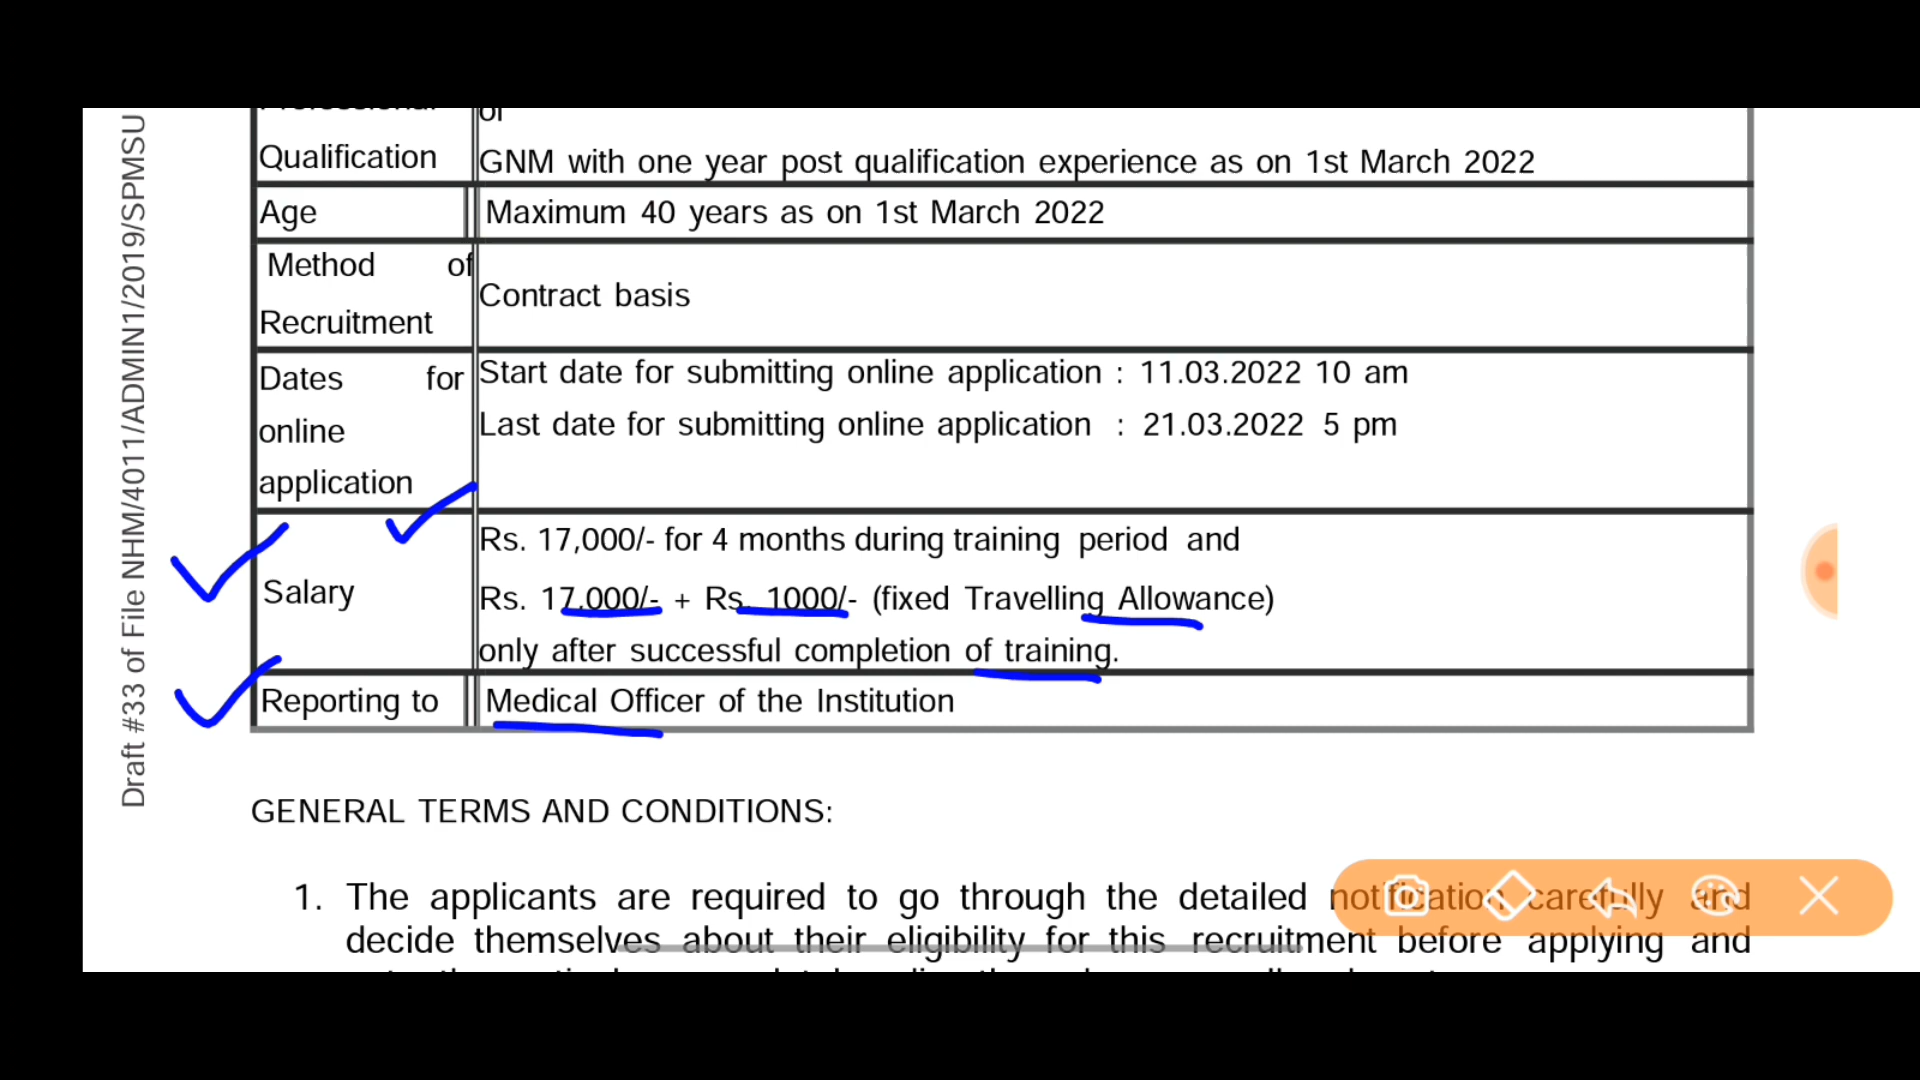 Draft #33 of File NHM/4011/ADMIN1/2019/SPMSU
Professional
or
Qualification
GNM with one year post qualification experience as on 1st March 2022
Age
Maximum 40 years as on 1st March 2022
Method of
Recruitment
Contract basis
Dates for
online
application
Start date for submitting online application : 11.03.2022 10 am
Last date for submitting online application : 21.03.2022 5 pm
Salary
Rs. 17,000/- for 4 months during training period and
Rs. 17,000/- + Rs. 1000/- (fixed Travelling Allowance)
only after successful completion of training.
Reporting to
Medical Officer of the Institution
GENERAL TERMS AND CONDITIONS:
1. The applicants are required to go through the detailed notification carefully and
decide themselves about their eligibility for this recruitment before applying and